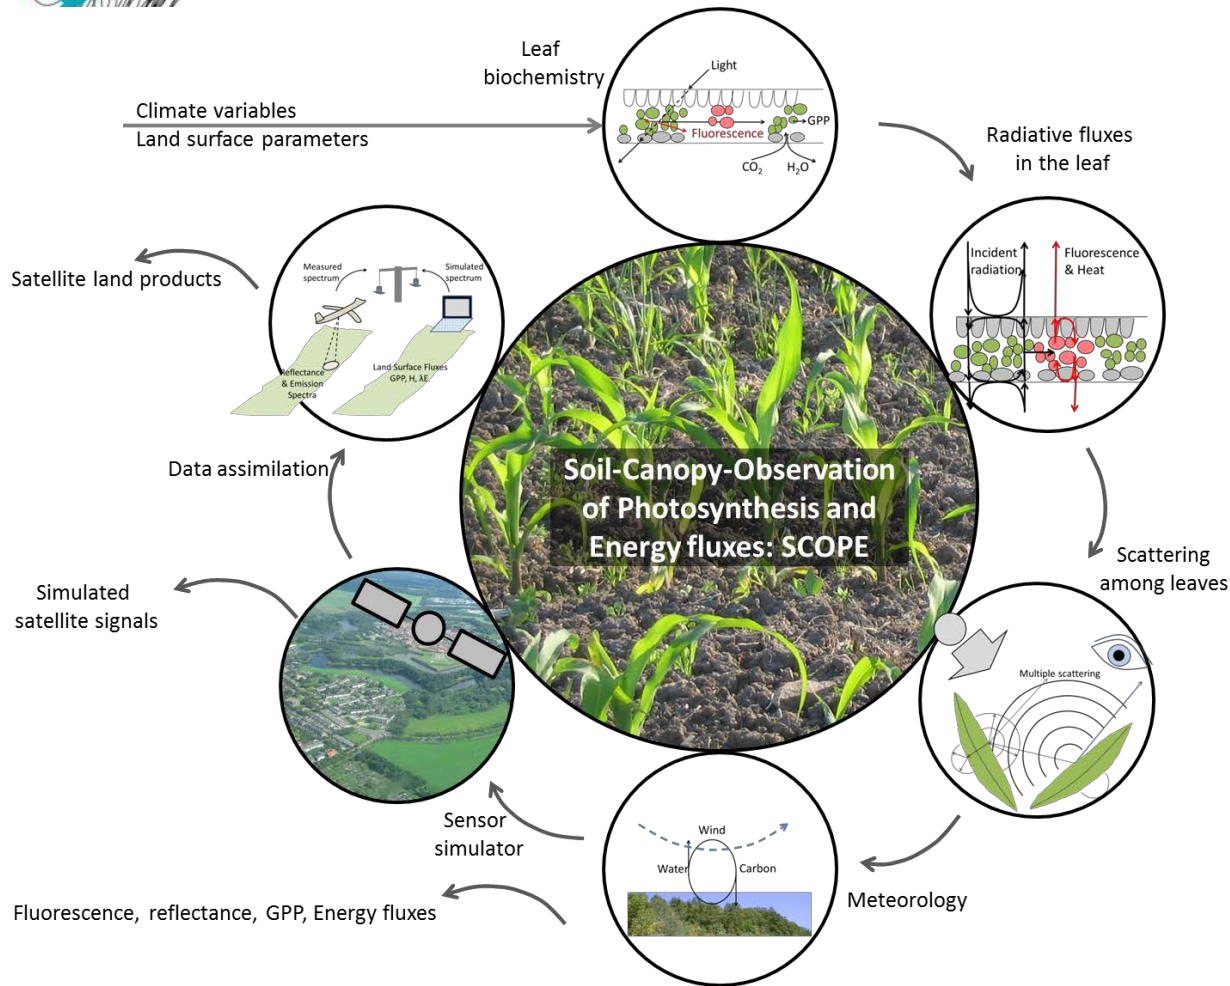 Leaf
biochemistry
Light
Fluorescence
GPP
CO₂
H₂O
Climate variables
Land surface parameters
Radiative fluxes
in the leaf
Incident
radiation
Fluorescence
& Heat
Satellite land products
Measured
spectrum
Simulated
spectrum
Reflectance
& Emission
Spectra
Land Surface Fluxes
GPP, H, λE
Soil-Canopy-Observation
of Photosynthesis and
Energy fluxes: SCOPE
Data assimilation
Scattering
among leaves
Multiple scattering
Simulated
satellite signals
Sensor
simulator
Wind
Water
Carbon
Meteorology
Fluorescence, reflectance, GPP, Energy fluxes